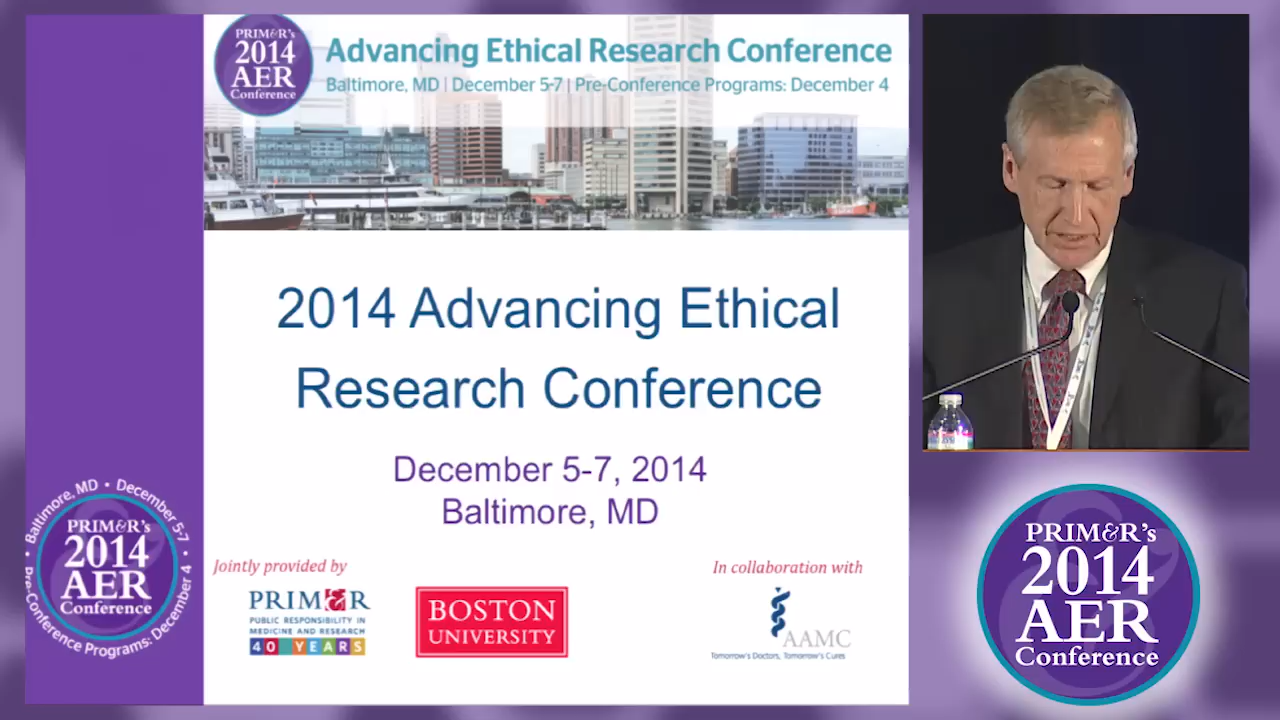 PRIM&R's
2014
AER
Conference
Advancing Ethical Research Conference
Baltimore, MD | December 5-7 | Pre-Conference Programs: December 4
2014 Advancing Ethical
Research Conference
December 5-7, 2014
Baltimore, MD
Jointly provided by
PRIM&R
PUBLIC RESPONSIBILITY IN
MEDICINE AND RESEARCH
40 YEARS
BOSTON
UNIVERSITY
In collaboration with
AAMC
Tomorrow's Doctors, Tomorrow's Cures
Baltimore, MD • December 5-7 •
Pre-Conference Programs: December 4 •
PRIM&R's
2014
AER
Conference
PRIM&R's
2014
AER
Conference